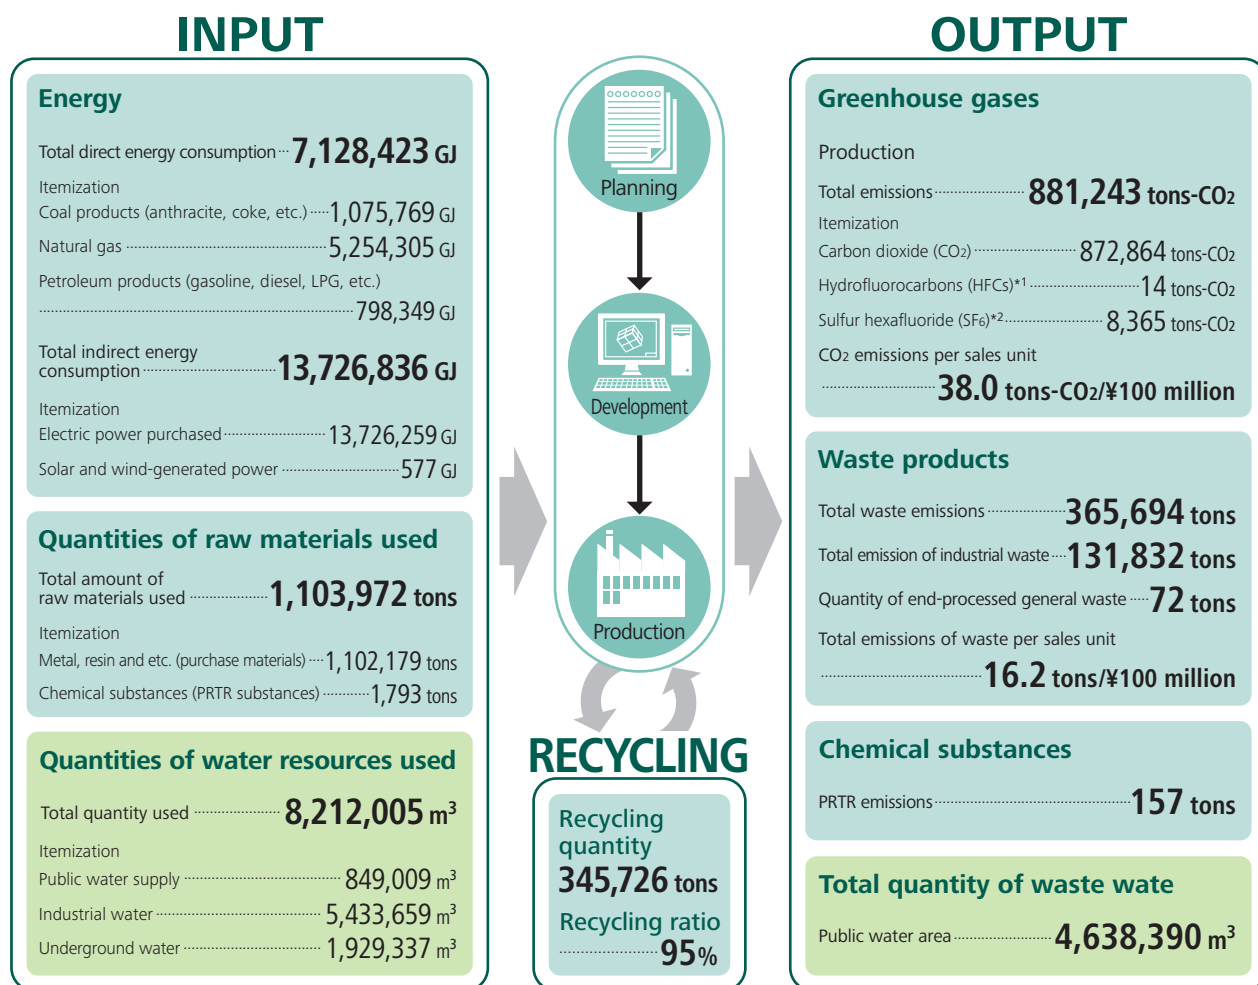 INPUT
Energy
Total direct energy consumption 7,128,423 GJ
Itemization
Coal products (anthracite, coke, etc.) 1,075,769 GJ
Natural gas 5,254,305 GJ
Petroleum products (gasoline, diesel, LPG, etc.)
798,349 GJ
Total indirect energy
consumption 13,726,836 GJ
Itemization
Electric power purchased 13,726,259 GJ
Solar and wind-generated power 577 GJ
Quantities of raw materials used
Total amount of
raw materials used 1,103,972 tons
Itemization
Metal, resin and etc. (purchase materials) 1,102,179 tons
Chemical substances (PRTR substances) 1,793 tons
Quantities of water resources used
Total quantity used 8,212,005 m³
Itemization
Public water supply 849,009 m³
Industrial water 5,433,659 m³
Underground water 1,929,337 m³
Planning
Development
Production
RECYCLING
Recycling
quantity
345,726 tons
Recycling ratio
95%
OUTPUT
Greenhouse gases
Production
Total emissions 881,243 tons-CO₂
Itemization
Carbon dioxide (CO₂) 872,864 tons-CO₂
Hydrofluorocarbons (HFCs)*1 14 tons-CO₂
Sulfur hexafluoride (SF₆)*2 8,365 tons-CO₂
CO₂ emissions per sales unit
38.0 tons-CO₂/¥100 million
Waste products
Total waste emissions 365,694 tons
Total emission of industrial waste 131,832 tons
Quantity of end-processed general waste 72 tons
Total emissions of waste per sales unit
16.2 tons/¥100 million
Chemical substances
PRTR emissions 157 tons
Total quantity of waste wate
Public water area 4,638,390 m³